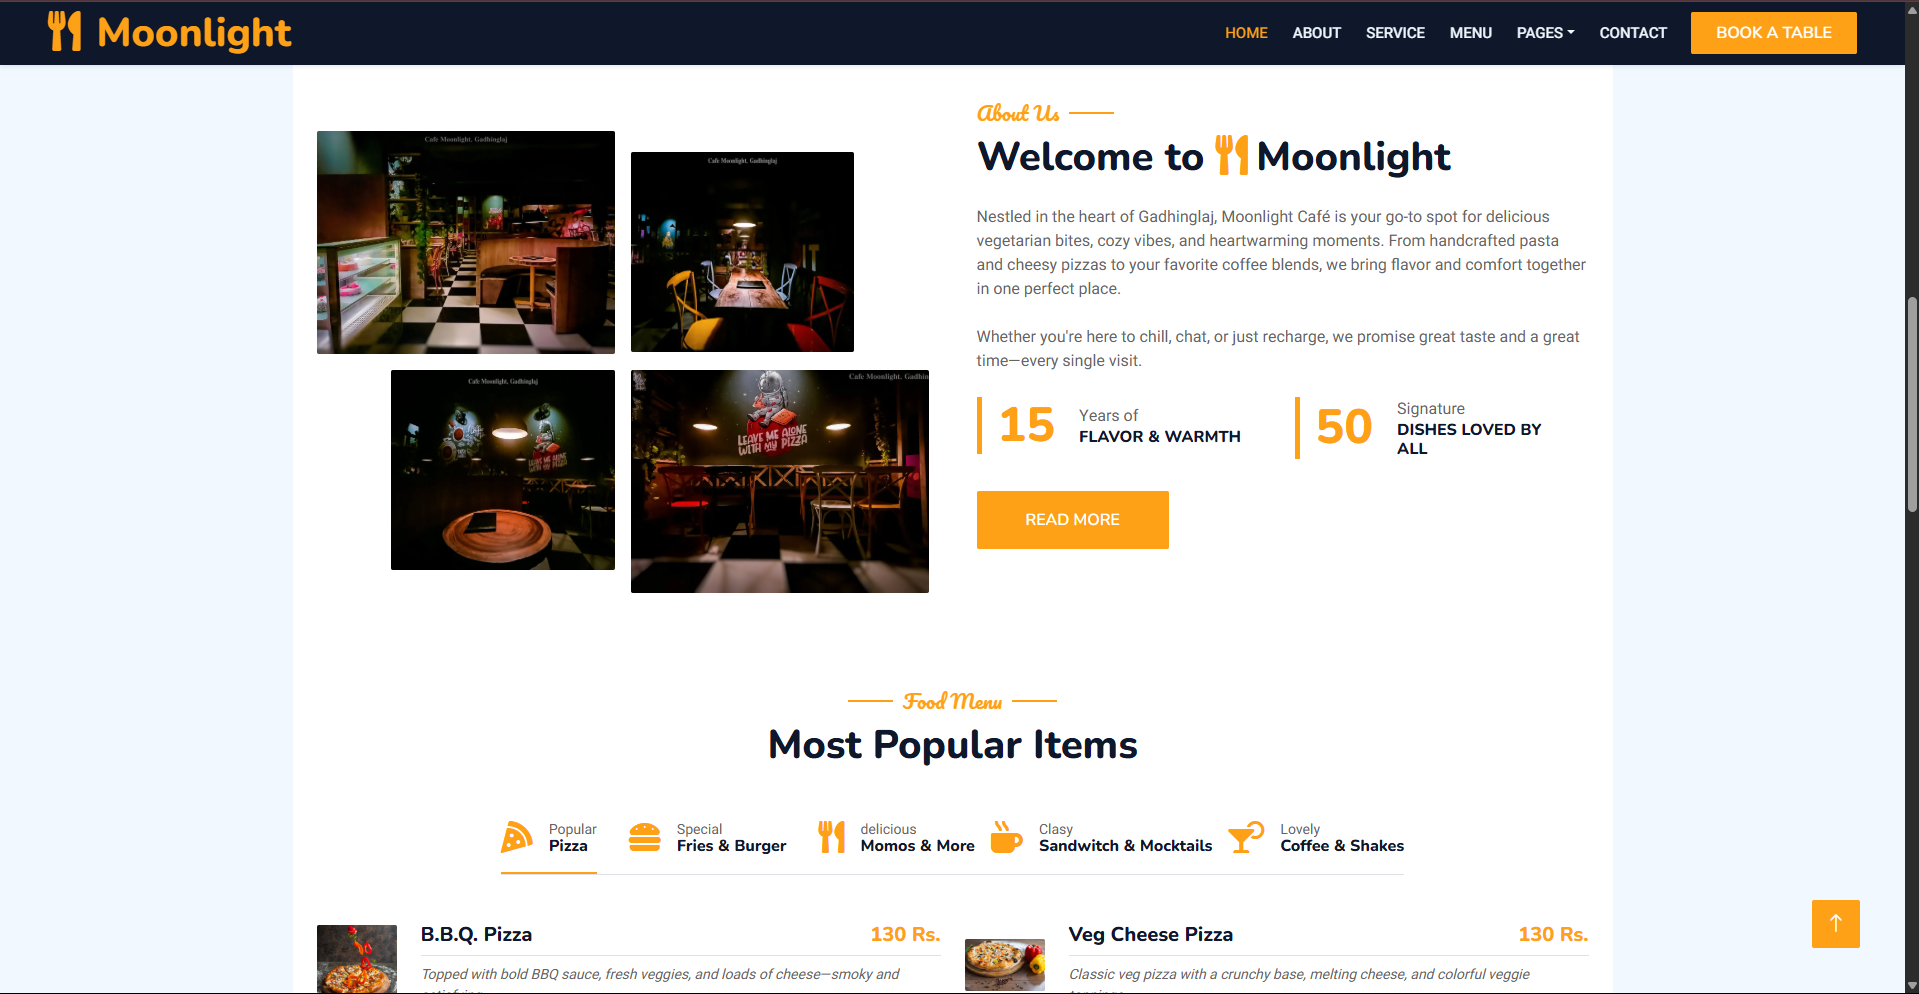 Moonlight
HOME ABOUT SERVICE MENU PAGES CONTACT BOOK A TABLE
Cafe Moonlight, Gadhinglaj
Cafe Moonlight, Gadhinglaj
Cafe Moonlight, Gadhinglaj
LEAVE ME ALONE
WITH MY PIZZA
Cafe Moonlight, Gadhin
LEAVE ME ALONE
WITH MY PIZZA
About Us
Welcome to Moonlight
Nestled in the heart of Gadhinglaj, Moonlight Café is your go-to spot for delicious
vegetarian bites, cozy vibes, and heartwarming moments. From handcrafted pasta
and cheesy pizzas to your favorite coffee blends, we bring flavor and comfort together
in one perfect place.
Whether you're here to chill, chat, or just recharge, we promise great taste and a great
time—every single visit.
15
Years of
FLAVOR & WARMTH
50
Signature
DISHES LOVED BY
ALL
READ MORE
Food Menu
Most Popular Items
Popular
Pizza
Special
Fries & Burger
delicious
Momos & More
Clasy
Sandwitch & Mocktails
Lovely
Coffee & Shakes
B.B.Q. Pizza 130 Rs.
Topped with bold BBQ sauce, fresh veggies, and loads of cheese—smoky and
Veg Cheese Pizza 130 Rs.
Classic veg pizza with a crunchy base, melting cheese, and colorful veggie